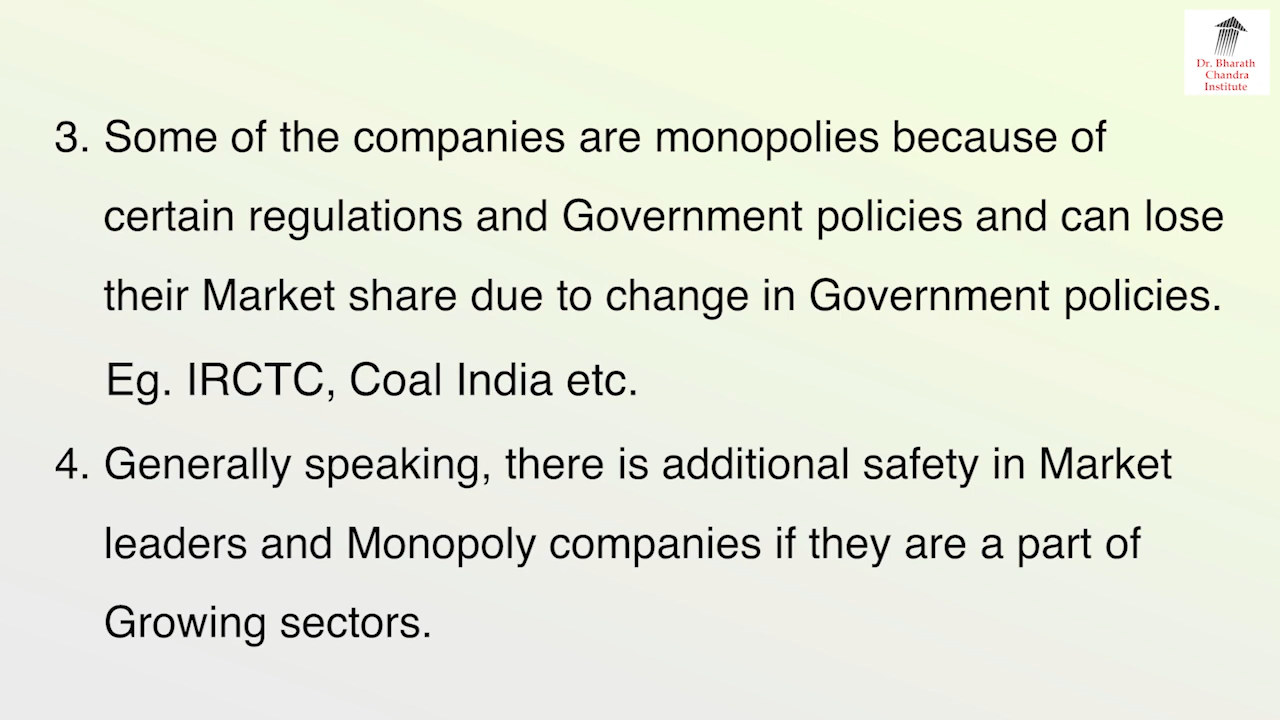 Dr. Bharath
Chandra
Institute
3. Some of the companies are monopolies because of
certain regulations and Government policies and can lose
their Market share due to change in Government policies.
Eg. IRCTC, Coal India etc.
4. Generally speaking, there is additional safety in Market
leaders and Monopoly companies if they are a part of
Growing sectors.